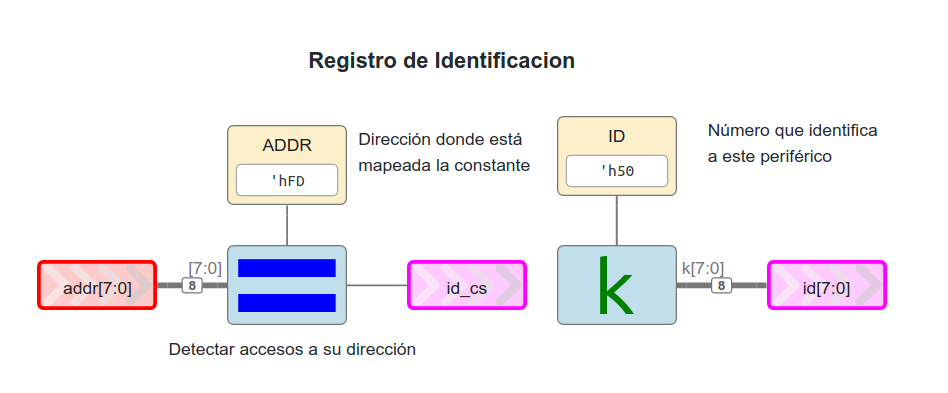 Registro de Identificacion
ADDR
'hFD
Dirección donde está
mapeada la constante
ID
'h50
Número que identifica
a este periférico
addr[7:0]
[7:0]
8
id_cs
k
k[7:0]
8
id[7:0]
Detectar accesos a su dirección